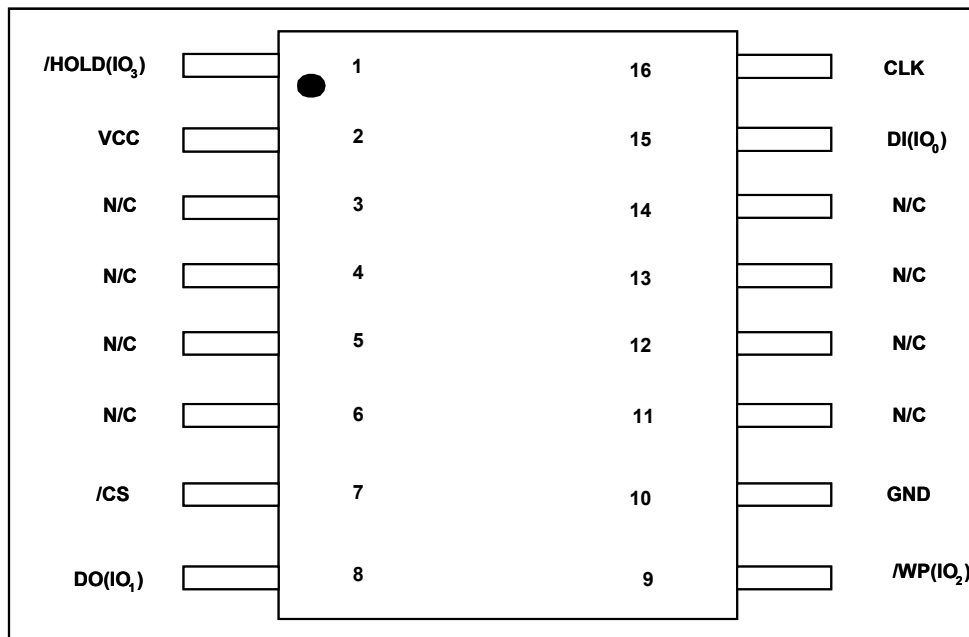 /HOLD(IO₃) 1 16 CLK
VCC 2 15 DI(IO₀)
N/C 3 14 N/C
N/C 4 13 N/C
N/C 5 12 N/C
N/C 6 11 N/C
/CS 7 10 GND
DO(IO₁) 8 9 /WP(IO₂)